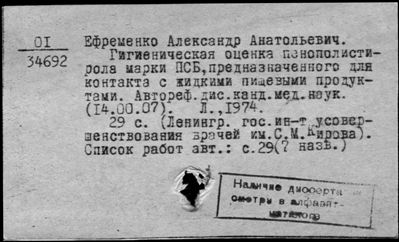 OI
34692
Ефременко Александр Анатольевич.
Гигиеническая оценка пенополисти-
рола марки ПСБ,предназначенного для
контакта с жидкими пищевыми продук-
тами. Автореф.дис.канд.мед.наук.
(14.00.07). Л.,1974.
29 с. (Ленингр. гос.ин-т усовер-
шенствования врачей им.С.М.Кирова).
Список работ авт.: с.29(7 назв.)
Наличие диссерта
смотри в алфавит-
каталоге